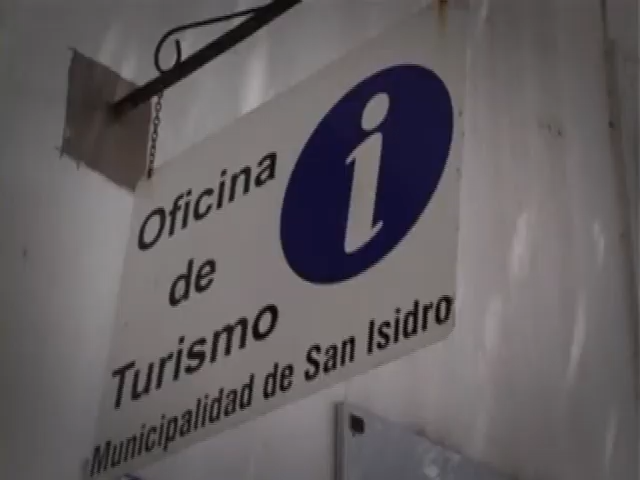 Oficina
de
Turismo
i
Municipalidad de San Isidro